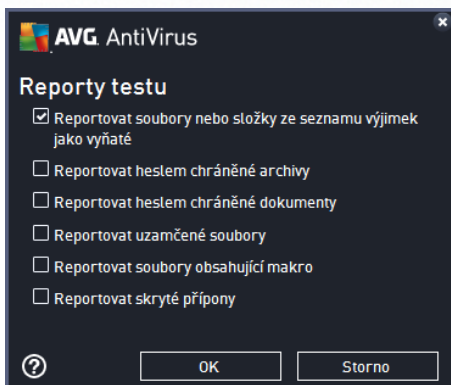 AVG. AntiVirus
Reporty testu
Reportovat soubory nebo složky ze seznamu výjimek
jako vyňaté
Reportovat heslem chráněné archivy
Reportovat heslem chráněné dokumenty
Reportovat uzamčené soubory
Reportovat soubory obsahující makro
Reportovat skryté přípony
?
OK
Storno